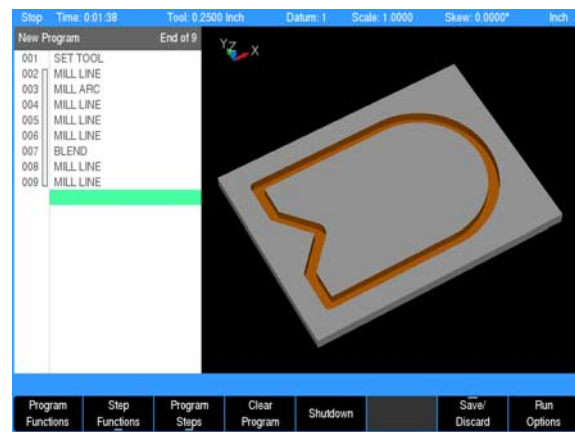 Stop Time: 0:01:38 Tool: 0.2500 Inch Datum: 1 Scale: 1.0000 Skew: 0.0000° Inch
New Program End of 9
001 SET TOOL
002 MILL LINE
003 MILL ARC
004 MILL LINE
005 MILL LINE
006 MILL LINE
007 BLEND
008 MILL LINE
009 MILL LINE
Y Z X
Program Functions
Step Functions
Program Steps
Clear Program
Shutdown
Save/ Discard
Run Options